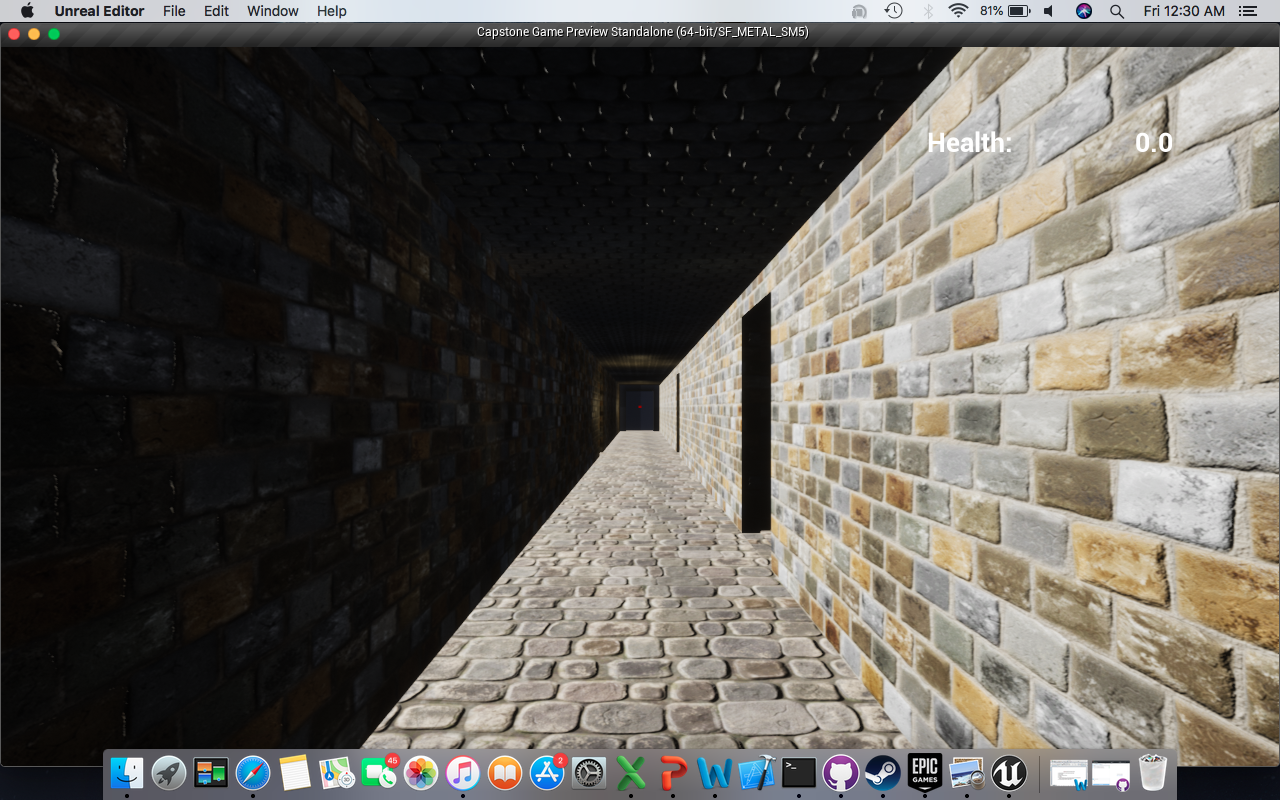 Unreal Editor File Edit Window Help 81% Fri 12:30 AM
Capstone Game Preview Standalone (64-bit/SF_METAL_SM5)
Health: 0.0
45
2
EPIC
GAMES